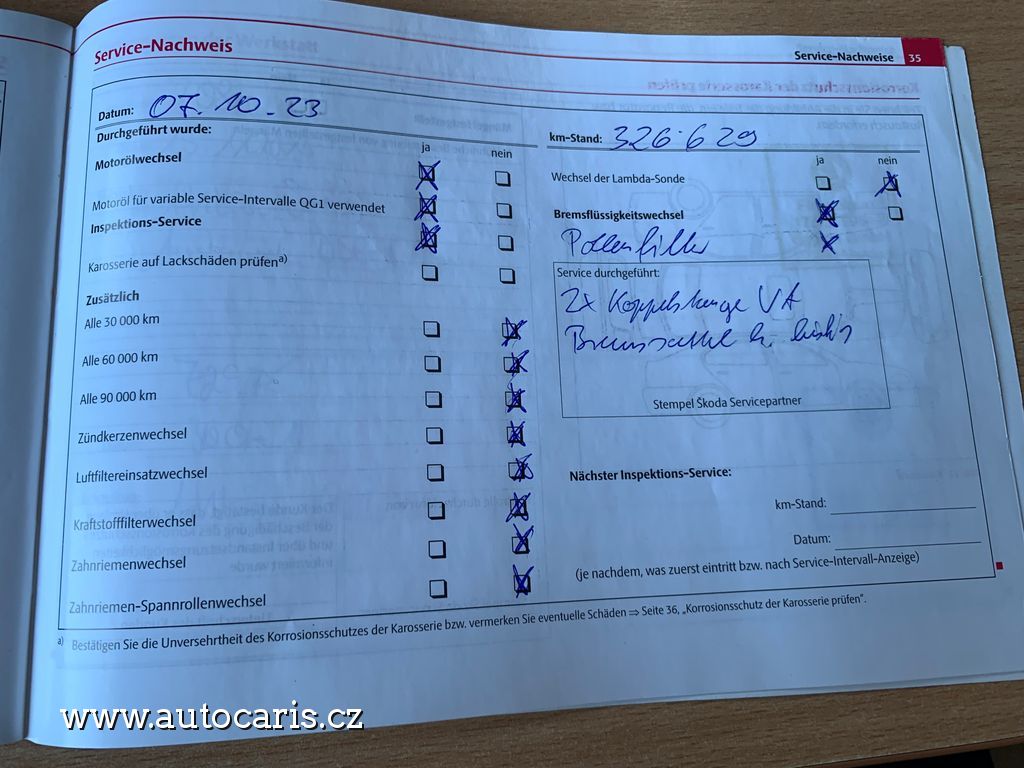 Service-Nachweis
Service-Nachweise 35
Datum: 07.10.23
Durchgeführt wurde:
ja nein
Motorölwechsel
Motoröl für variable Service-Intervalle QG1 verwendet
Inspektions-Service
Karosserie auf Lackschäden prüfen a)
Zusätzlich
Alle 30 000 km
Alle 60 000 km
Alle 90 000 km
Zündkerzenwechsel
Luftfiltereinsatzwechsel
Kraftstofffilterwechsel
Zahnriemenwechsel
Zahnriemen-Spannrollenwechsel
km-Stand: 326.629
ja nein
Wechsel der Lambda-Sonde
Bremsflüssigkeitswechsel
Pollenfilter x
Service durchgeführt:
2x Koppelstange VA
Bremssattel h. links
Stempel Škoda Servicepartner
Nächster Inspektions-Service:
km-Stand:
Datum:
(je nachdem, was zuerst eintritt bzw. nach Service-Intervall-Anzeige)
a) Bestätigen Sie die Unversehrtheit des Korrosionsschutzes der Karosserie bzw. vermerken Sie eventuelle Schäden ⇒ Seite 36, „Korrosionsschutz der Karosserie prüfen".
www.autocaris.cz